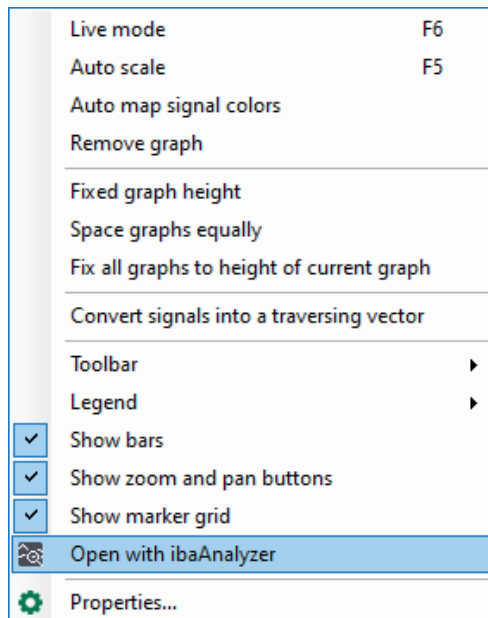 Live mode F6
Auto scale F5
Auto map signal colors
Remove graph
Fixed graph height
Space graphs equally
Fix all graphs to height of current graph
Convert signals into a traversing vector
Toolbar
Legend
Show bars
Show zoom and pan buttons
Show marker grid
Open with ibaAnalyzer
Properties...